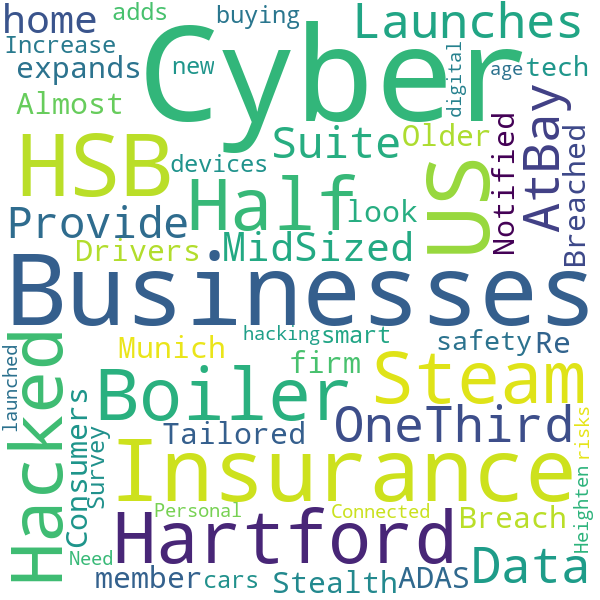 home
adds
buying
Launches
Increase
Cyber
expands
new
digital
age
tech
Almost
HSB
devices
Suite
Older
US
Notified
AtBay
Breached
Provide
Half
look
Drivers
MidSized
Businesses
launched
Hacked
Munich
hacking
smart
safety
Re
firm
Steam
Boiler
Consumers
Survey
Tailored
OneThird
risks
Insurance
Heighten
Personal
Connected
Hartford
Breach
Need
Data
member
cars
Stealth
ADAS